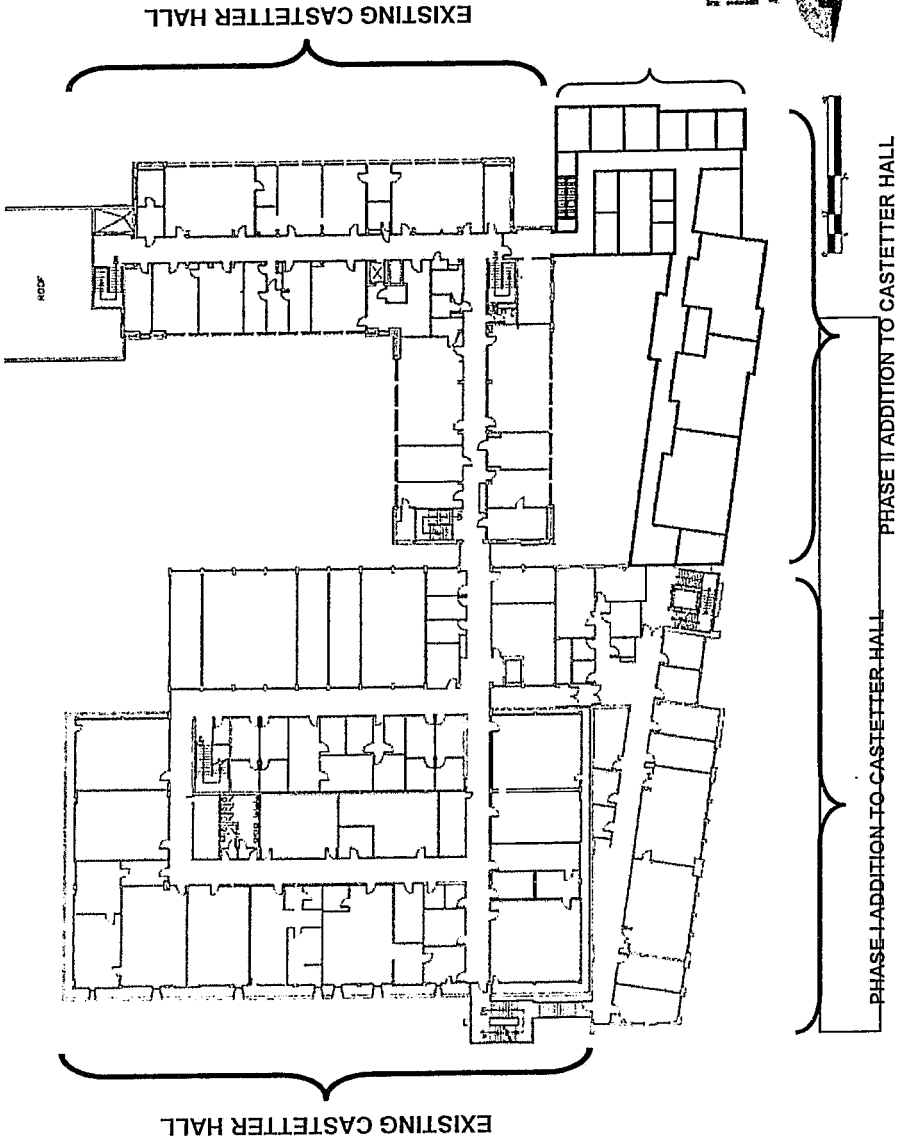 EXISTING CASTETTER HALL
ROOF
PHASE II ADDITION TO CASTETTER HALL
PHASE I ADDITION TO CASTETTER HALL
EXISTING CASTETTER HALL